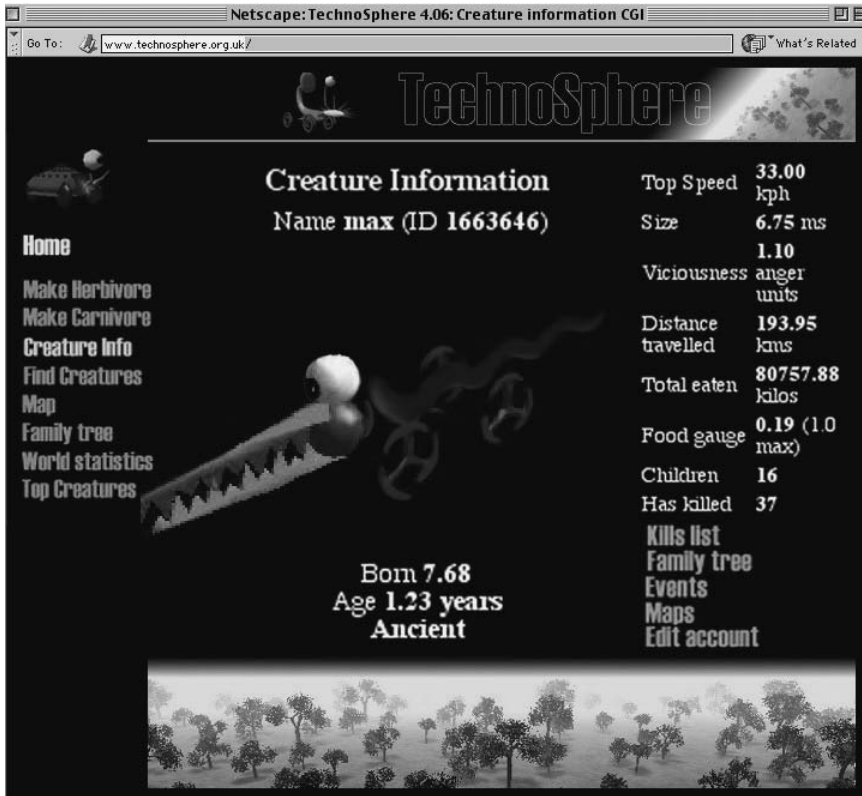 Netscape: TechnoSphere 4.06: Creature information CGI
Go To: www.technosphere.org.uk/ What's Related
TechnoSphere
Home
Make Herbivore
Make Carnivore
Creature Info
Find Creatures
Map
Family tree
World statistics
Top Creatures
Creature Information
Name max (ID 1663646)
Born 7.68
Age 1.23 years
Ancient
Top Speed 33.00
kph
Size 6.75 ms
Viciousness 1.10
anger
units
Distance 193.95
travelled kms
Total eaten 80757.88
kilos
Food gauge 0.19 (1.0
max)
Children 16
Has killed 37
Kills list
Family tree
Events
Maps
Edit account